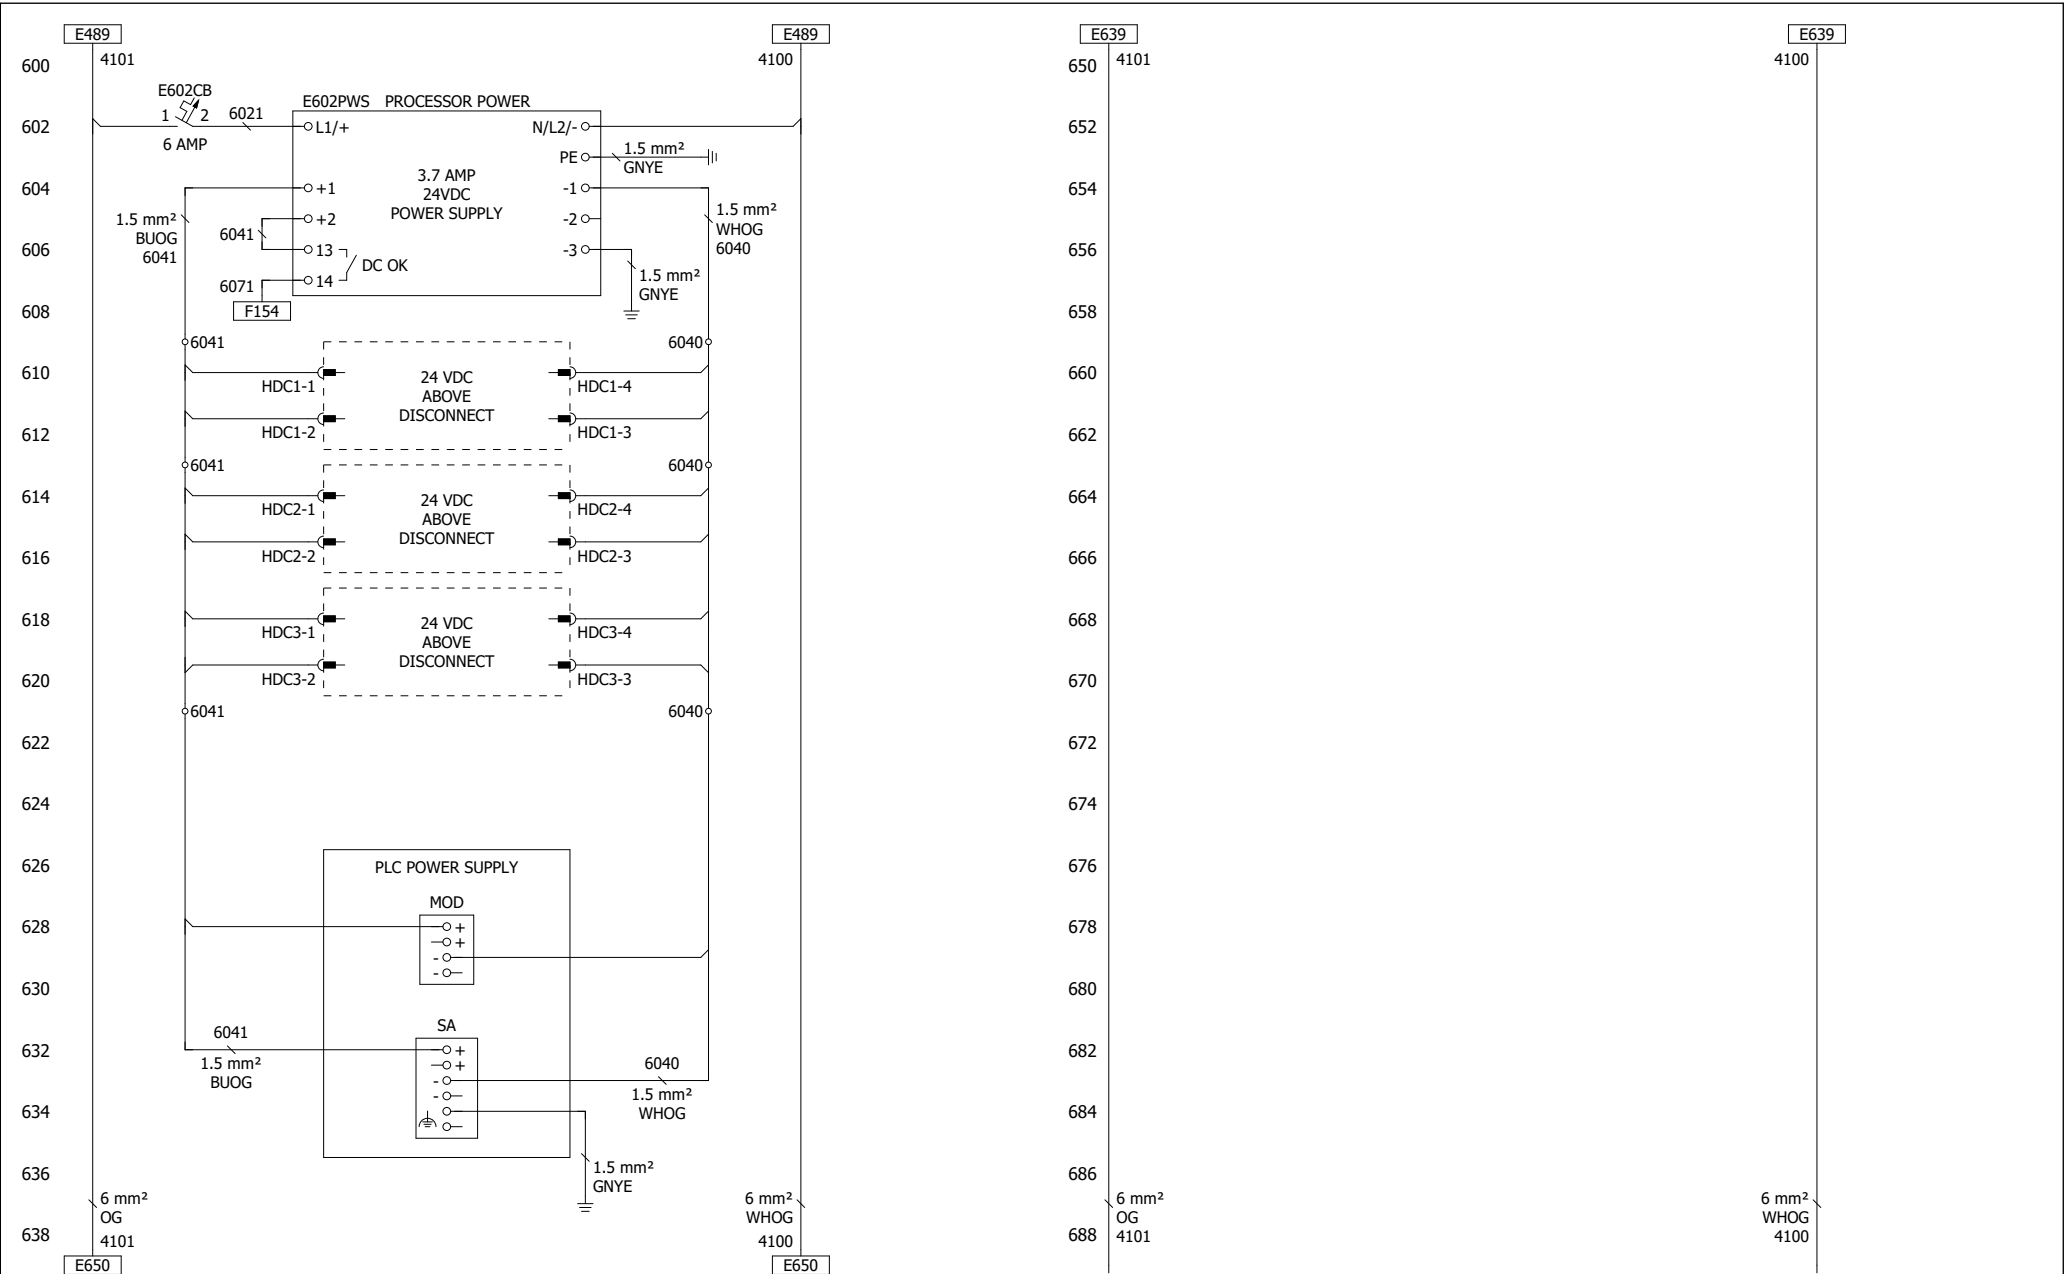 E489
E489
E639
E639
600
4101
4100
650
4101
4100
E602CB
1
2
6021
E602PWS PROCESSOR POWER
602
L1/+
N/L2/-
652
6 AMP
PE
1.5 mm²
GNYE
3.7 AMP
24VDC
POWER SUPPLY
604
+1
-1
654
1.5 mm²
BUOG
6041
+2
-2
1.5 mm²
WHOG
6040
6041
606
13
-3
656
DC OK
6071
14
1.5 mm²
GNYE
F154
608
658
6041
6040
610
HDC1-1
24 VDC
ABOVE
DISCONNECT
HDC1-4
660
612
HDC1-2
HDC1-3
662
6041
6040
614
HDC2-1
24 VDC
ABOVE
DISCONNECT
HDC2-4
664
616
HDC2-2
HDC2-3
666
618
HDC3-1
24 VDC
ABOVE
DISCONNECT
HDC3-4
668
620
HDC3-2
HDC3-3
670
6041
6040
622
672
624
674
626
PLC POWER SUPPLY
676
MOD
628
+
+
-
-
678
630
680
SA
6041
632
+
+
-
-
682
1.5 mm²
BUOG
6040
1.5 mm²
WHOG
634
684
636
1.5 mm²
GNYE
686
6 mm²
OG
4101
6 mm²
WHOG
4100
6 mm²
OG
4101
6 mm²
WHOG
4100
638
688
E650
E650